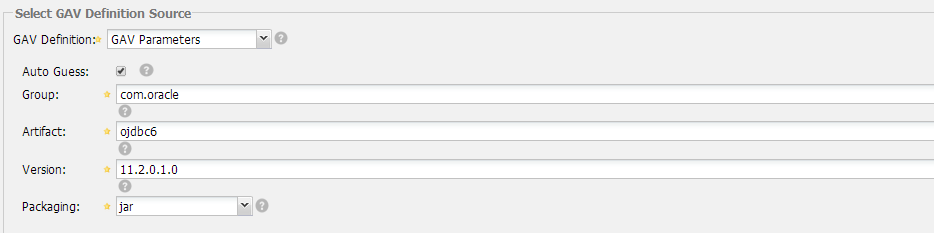 Select GAV Definition Source
GAV Definition: GAV Parameters
Auto Guess:
Group: com.oracle
Artifact: ojdbc6
Version: 11.2.0.1.0
Packaging: jar